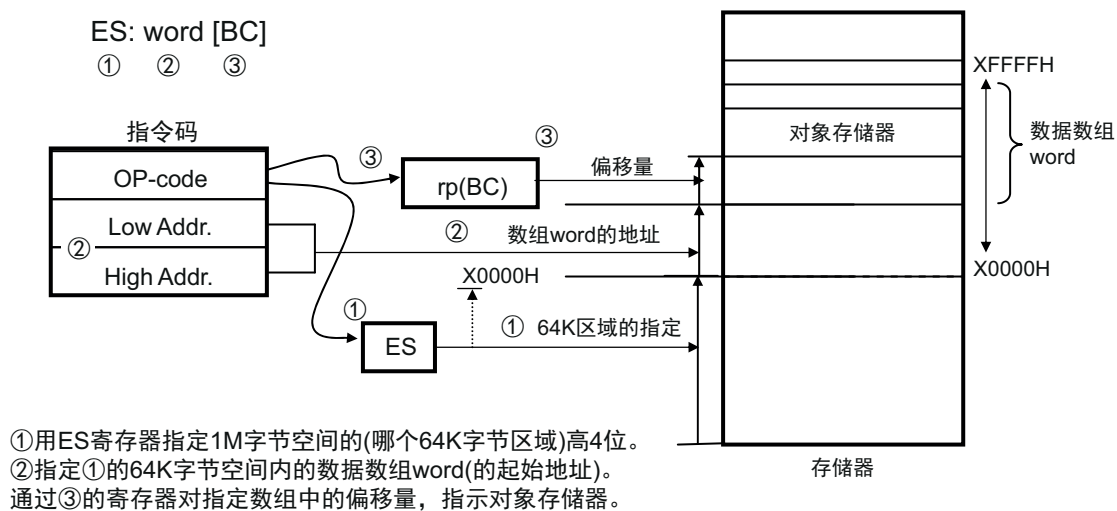 ES: word [BC]
① ② ③
XFFFFH
指令码
③
对象存储器
数据数组
word
③
OP-code
rp(BC)
偏移量
Low Addr.
②
②
数组word的地址
High Addr.
X0000H
X0000H
①
① 64K区域的指定
ES
①用ES寄存器指定1M字节空间的(哪个64K字节区域)高4位。
②指定①的64K字节空间内的数据数组word(的起始地址)。
存储器
通过③的寄存器对指定数组中的偏移量，指示对象存储器。